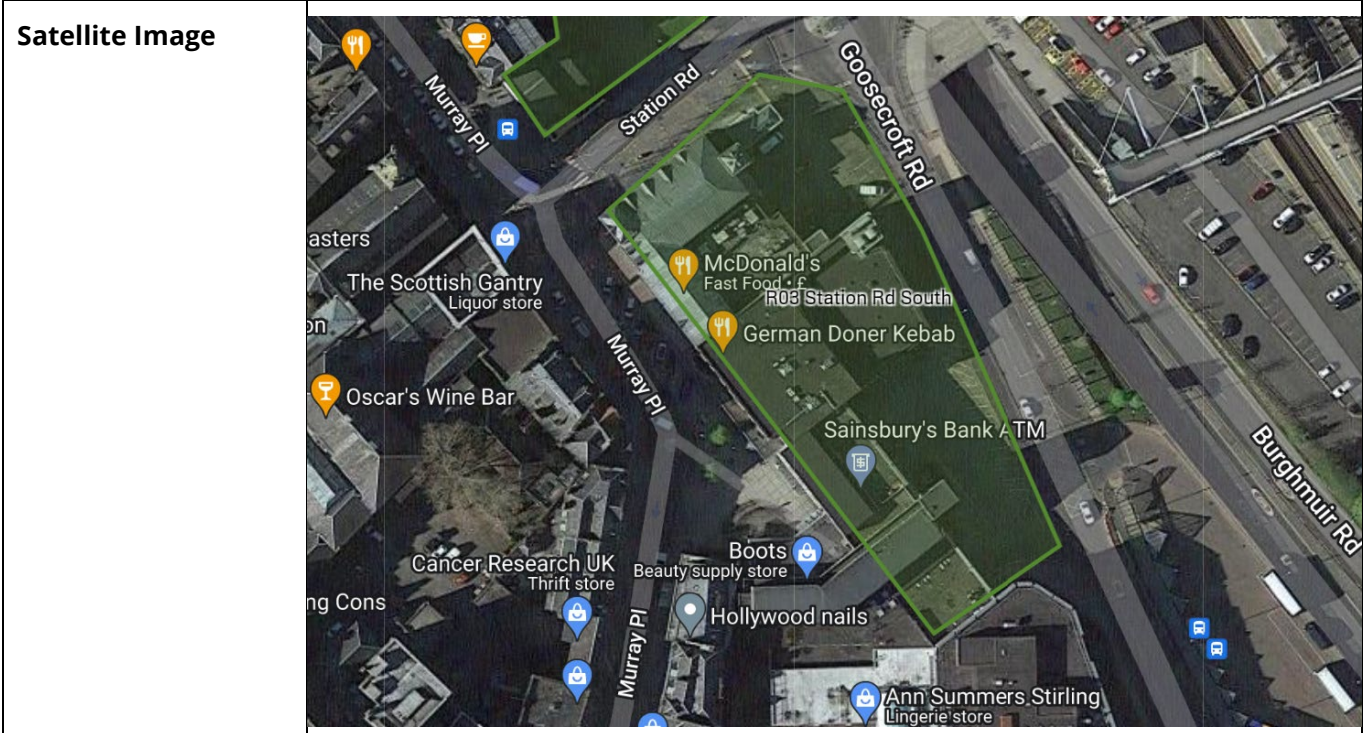 Satellite Image
Murray Pl
Station Rd
Goosecroft Rd
asters
The Scottish Gantry
Liquor store
McDonald's
Fast Food · £
R03 Station Rd South
on
German Doner Kebab
Murray Pl
Oscar's Wine Bar
Sainsbury's Bank ATM
Burghmuir Rd
Boots
Beauty supply store
Cancer Research UK
Thrift store
ng Cons
Hollywood nails
Murray Pl
Ann Summers Stirling
Lingerie store